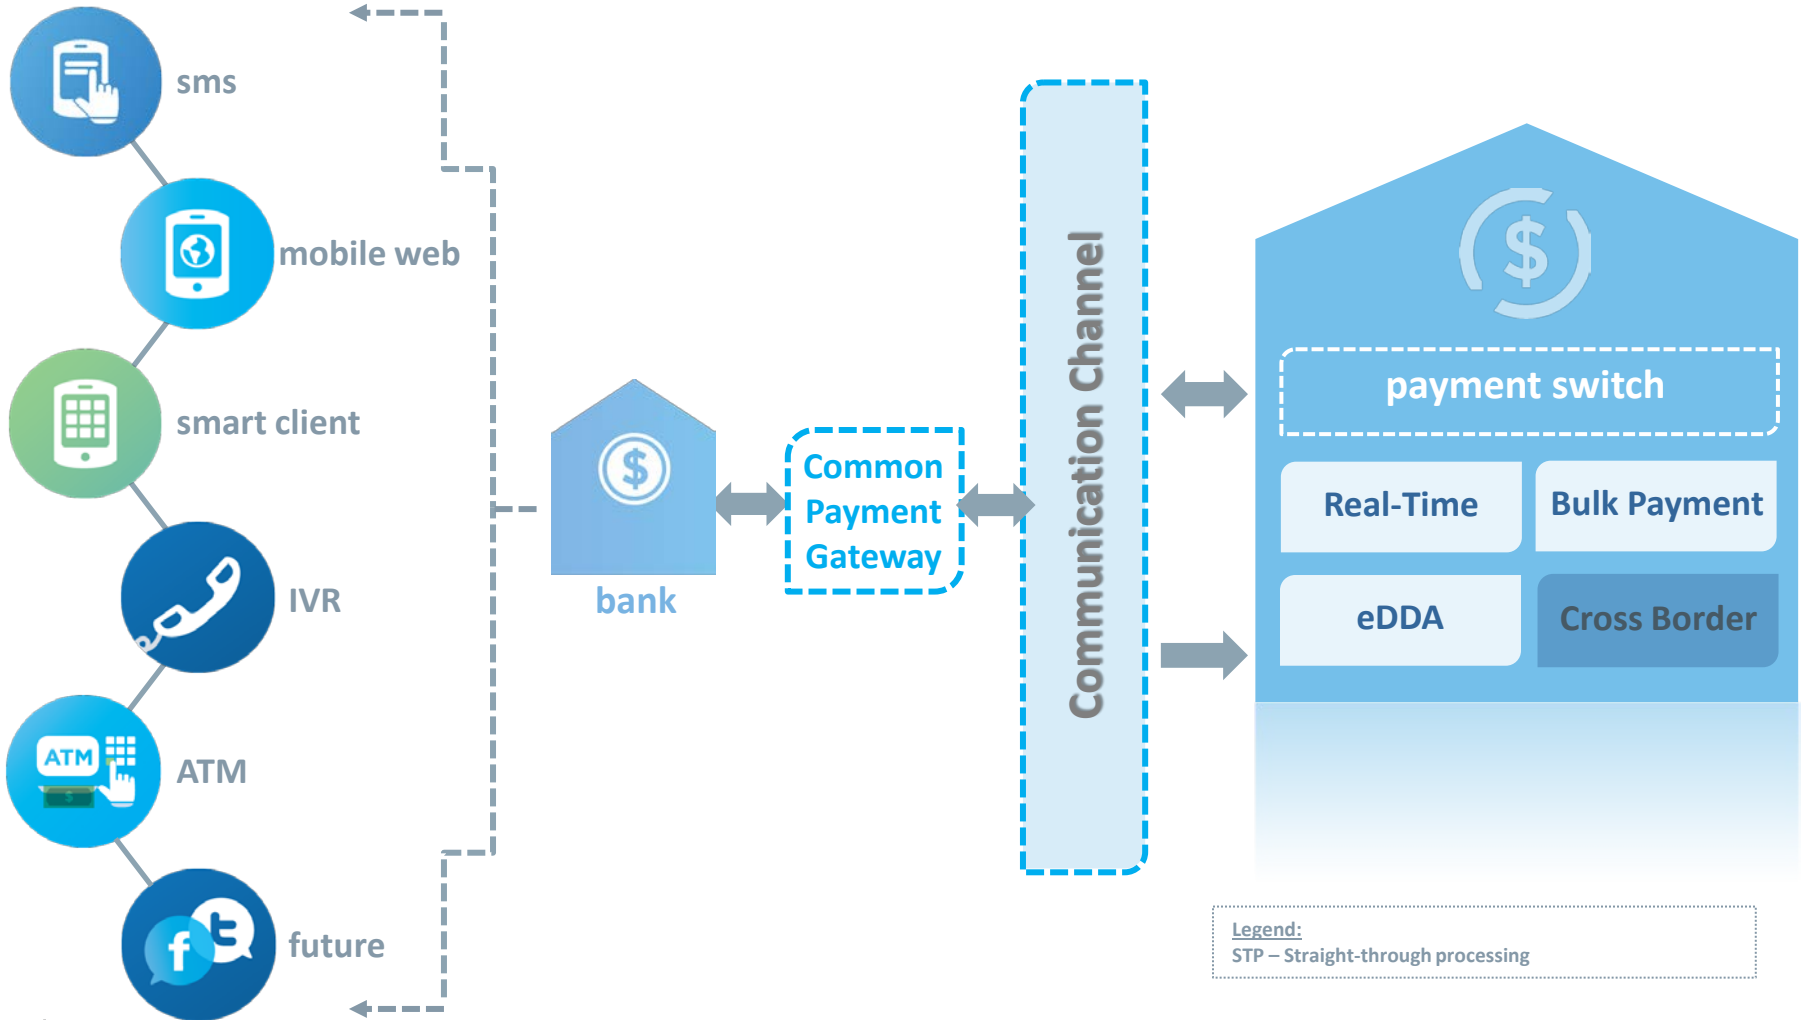 sms
mobile web
smart client
IVR
ATM
ATM
$
future
f
t
$
bank
Common
Payment
Gateway
Communication Channel
$
payment switch
Real-Time
Bulk Payment
eDDA
Cross Border
Legend:
STP – Straight-through processing